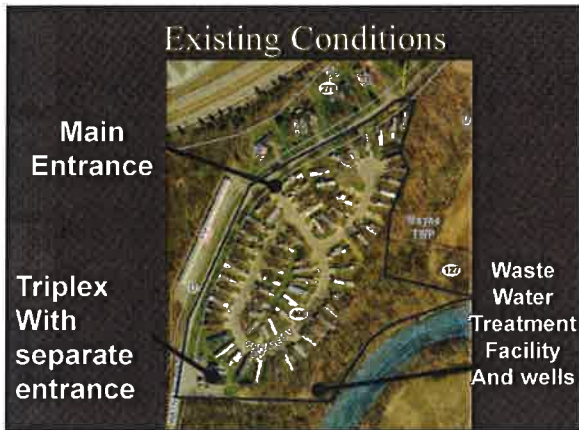 Existing Conditions
Main
Entrance
Wayne
TWP
Triplex
With
separate
entrance
Waste
Water
Treatment
Facility
And wells